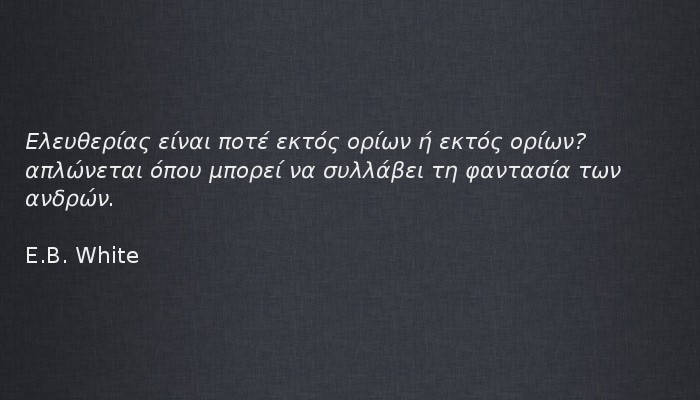 Ελευθερίας είναι ποτέ εκτός ορίων ή εκτός ορίων?
απλώνεται όπου μπορεί να συλλάβει τη φαντασία των
ανδρών.
E.B. White